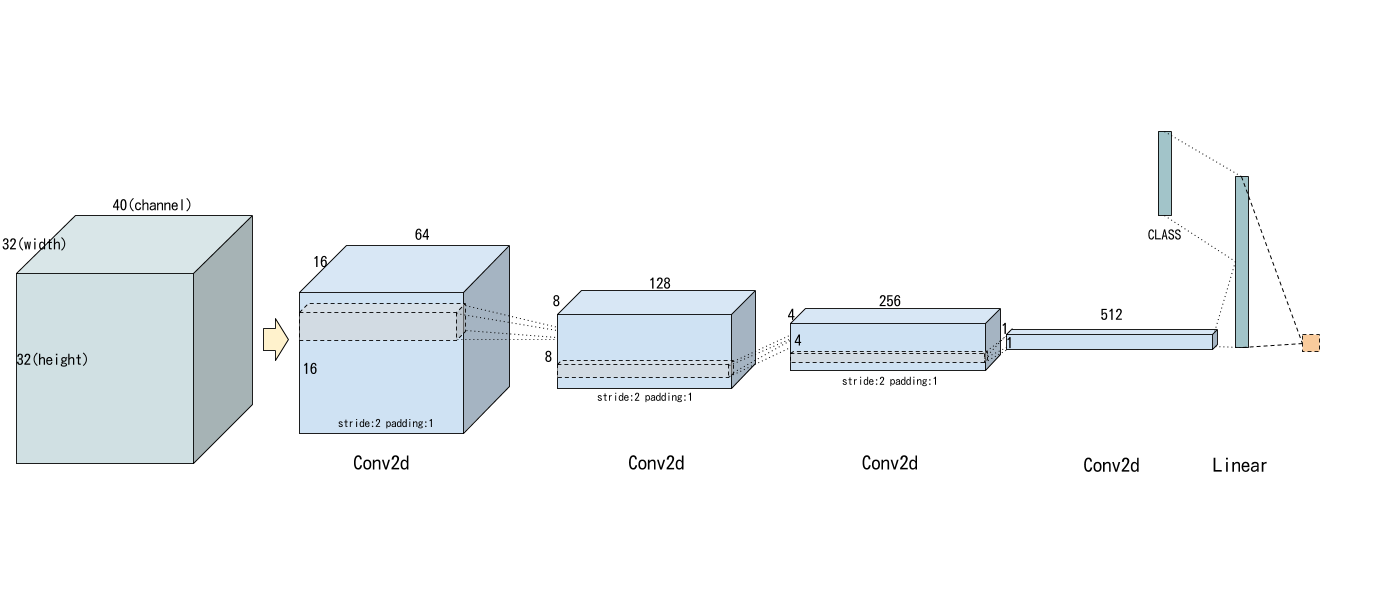 40(channel)
32(width)
32(height)
64
16
16
stride:2 padding:1
Conv2d
128
8
8
stride:2 padding:1
Conv2d
256
4
4
stride:2 padding:1
Conv2d
512
1
1
Conv2d
CLASS
Linear